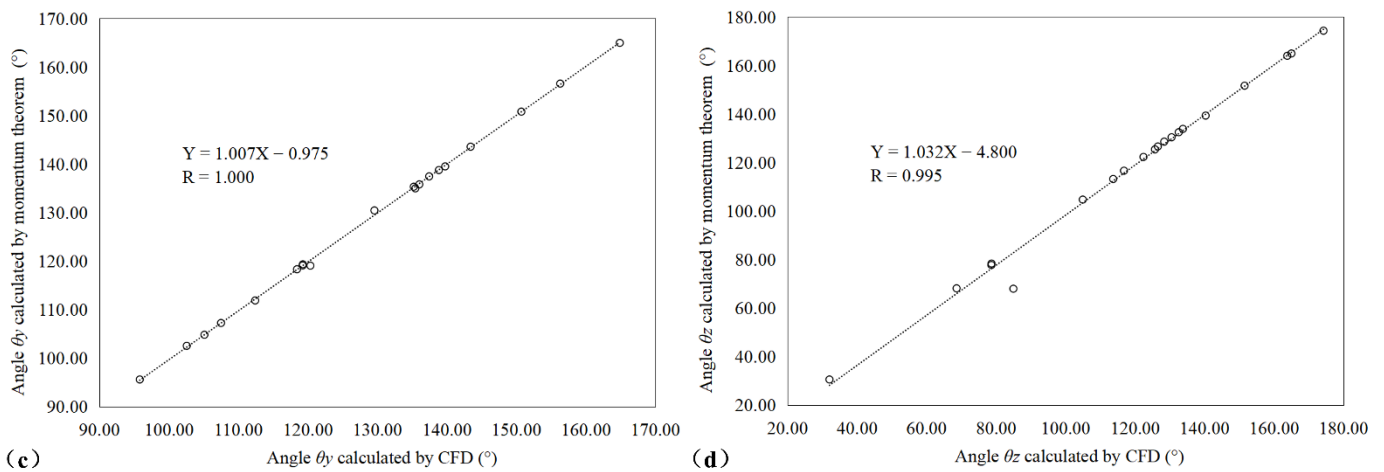 170.00
160.00
150.00
140.00
130.00
120.00
110.00
100.00
90.00
Angle θy calculated by momentum theorem (°)
Y = 1.007X − 0.975
R = 1.000
90.00 100.00 110.00 120.00 130.00 140.00 150.00 160.00 170.00
Angle θy calculated by CFD (°)
(c)
180.00
160.00
140.00
120.00
100.00
80.00
60.00
40.00
20.00
Angle θz calculated by momentum theorem (°)
Y = 1.032X − 4.800
R = 0.995
20.00 40.00 60.00 80.00 100.00 120.00 140.00 160.00 180.00
Angle θz calculated by CFD (°)
(d)